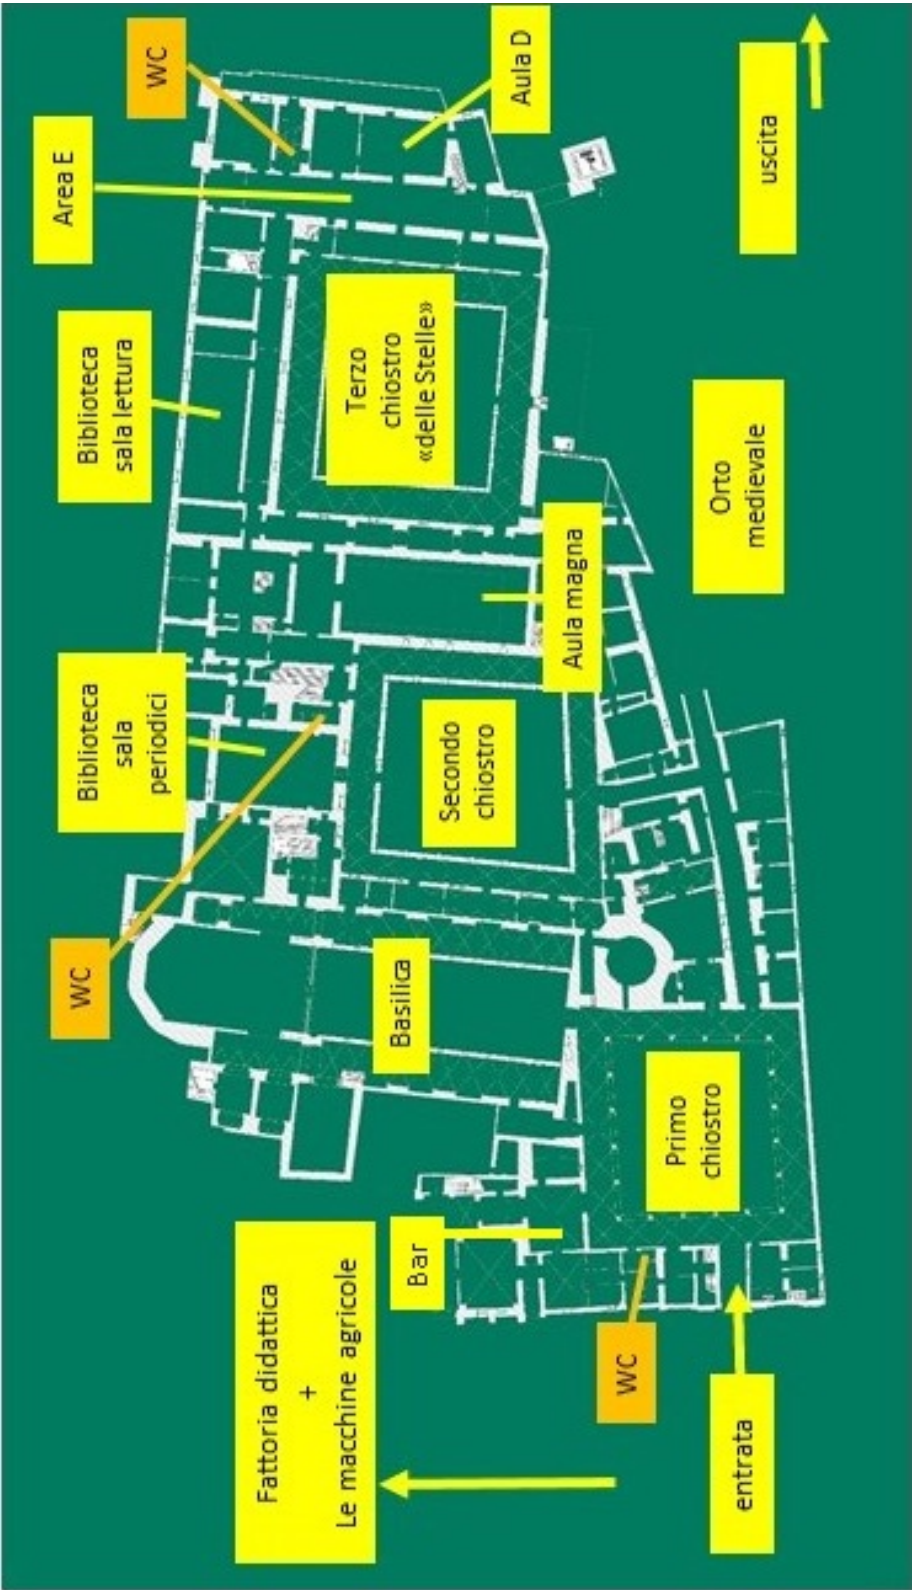 WC
Aula D
Area E
uscita
Biblioteca
sala lettura
Terzo
chiostro
«delle Stelle»
Orto
medievale
Aula magna
Biblioteca
sala
periodici
Secondo
chiostro
WC
Basilica
Primo
chiostro
Bar
Fattoria didattica
+
Le macchine agricole
WC
entrata